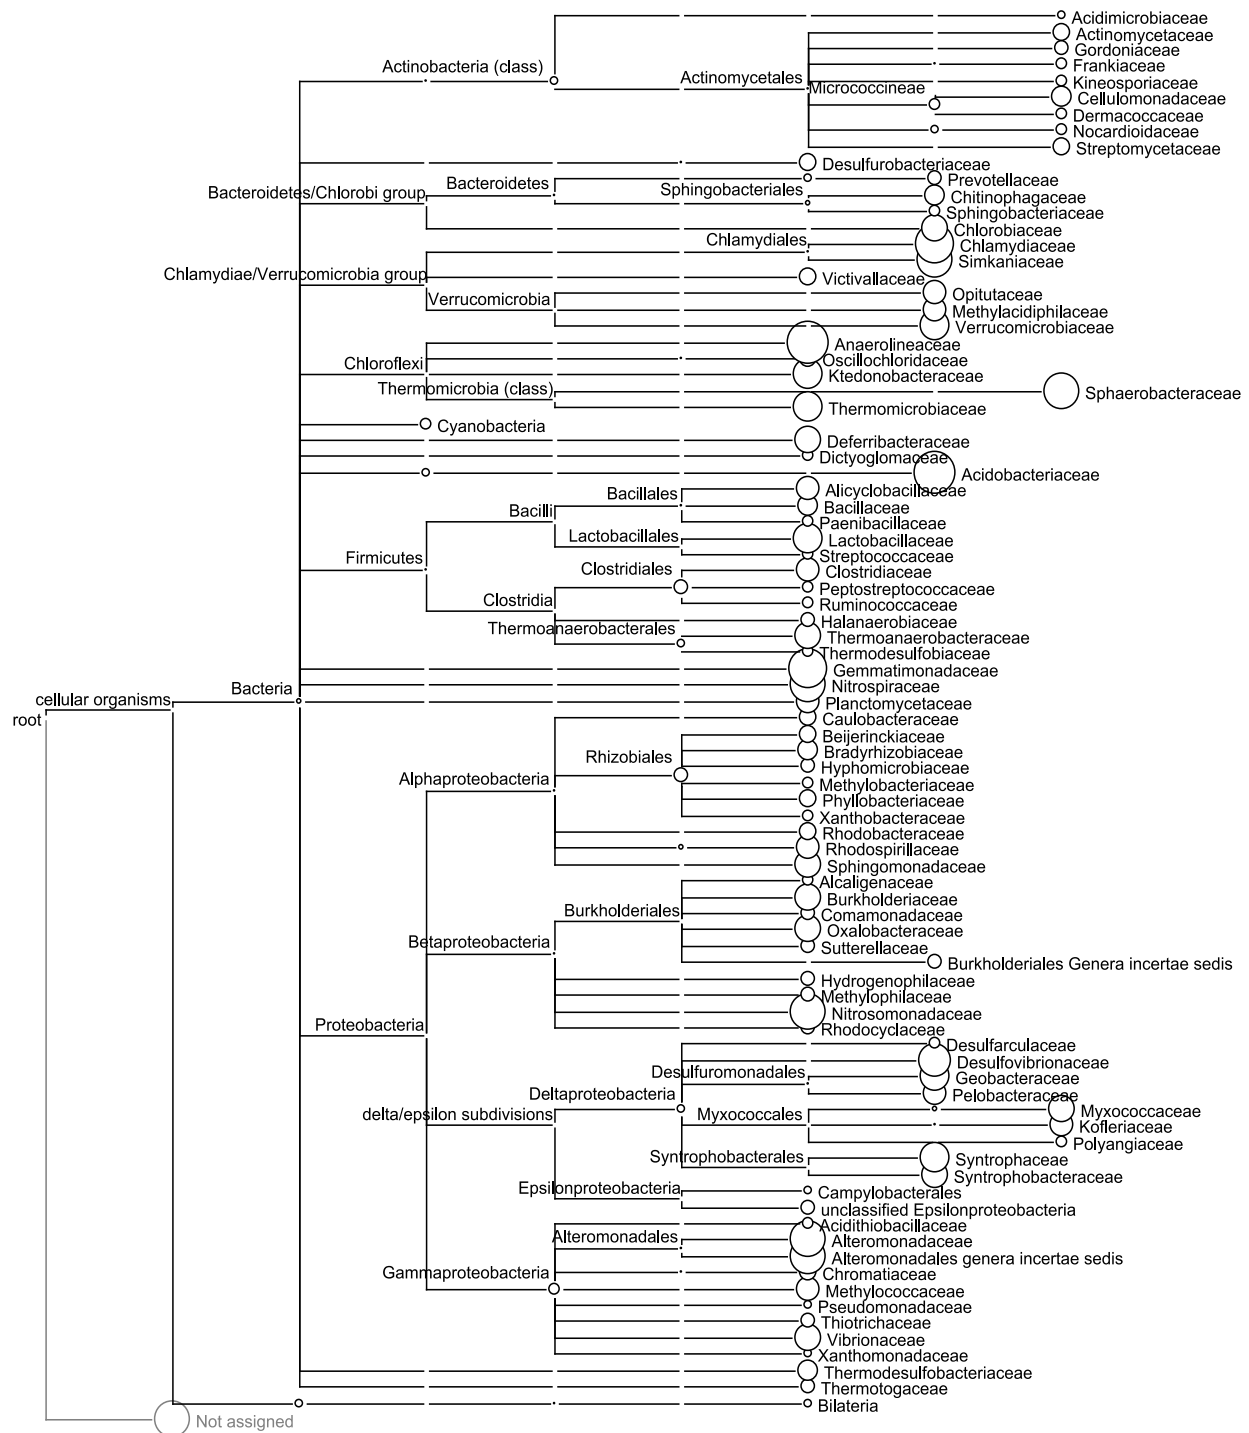 Acidimicrobiaceae
Actinomycetaceae
Gordoniaceae
Frankiaceae
Actinobacteria (class)
Actinomycetales
Kineosporiaceae
Micrococcineae
Cellulomonadaceae
Dermacoccaceae
Nocardioidaceae
Streptomycetaceae
Desulfurobacteriaceae
Bacteroidetes
Prevotellaceae
Bacteroidetes/Chlorobi group
Sphingobacteriales
Chitinophagaceae
Sphingobacteriaceae
Chlorobiaceae
Chlamydiales
Chlamydiaceae
Simkaniaceae
Chlamydiae/Verrucomicrobia group
Victivallaceae
Verrucomicrobia
Opitutaceae
Methylacidiphilaceae
Verrucomicrobiaceae
Anaerolineaceae
Chloroflexi
Oscillochloridaceae
Ktedonobacteraceae
Thermomicrobia (class)
Sphaerobacteraceae
Thermomicrobiaceae
Cyanobacteria
Deferribacteraceae
Dictyoglomaceae
Acidobacteriaceae
Bacillales
Alicyclobacillaceae
Bacilli
Bacillaceae
Paenibacillaceae
Lactobacillales
Lactobacillaceae
Streptococcaceae
Firmicutes
Clostridiales
Clostridiaceae
Peptostreptococcaceae
Clostridia
Ruminococcaceae
Halanaerobiaceae
Thermoanaerobacterales
Thermoanaerobacteraceae
Thermodesulfobiaceae
Gemmatimonadaceae
Bacteria
Nitrospiraceae
cellular organisms
Planctomycetaceae
root
Caulobacteraceae
Beijerinckiaceae
Rhizobiales
Bradyrhizobiaceae
Hyphomicrobiaceae
Alphaproteobacteria
Methylobacteriaceae
Phyllobacteriaceae
Xanthobacteraceae
Rhodobacteraceae
Rhodospirillaceae
Sphingomonadaceae
Alcaligenaceae
Burkholderiaceae
Burkholderiales
Comamonadaceae
Oxalobacteraceae
Betaproteobacteria
Sutterellaceae
Burkholderiales Genera incertae sedis
Hydrogenophilaceae
Methylophilaceae
Nitrosomonadaceae
Proteobacteria
Rhodocyclaceae
Desulfarculaceae
Desulfovibrionaceae
Desulfuromonadales
Geobacteraceae
Deltaproteobacteria
Pelobacteraceae
delta/epsilon subdivisions
Myxococcales
Myxococcaceae
Kofleriaceae
Polyangiaceae
Syntrophobacterales
Syntrophaceae
Syntrophobacteraceae
Epsilonproteobacteria
Campylobacterales
unclassified Epsilonproteobacteria
Acidithiobacillaceae
Alteromonadales
Alteromonadaceae
Alteromonadales genera incertae sedis
Gammaproteobacteria
Chromatiaceae
Methylococcaceae
Pseudomonadaceae
Thiotrichaceae
Vibrionaceae
Xanthomonadaceae
Thermodesulfobacteriaceae
Thermotogaceae
Bilateria
Not assigned